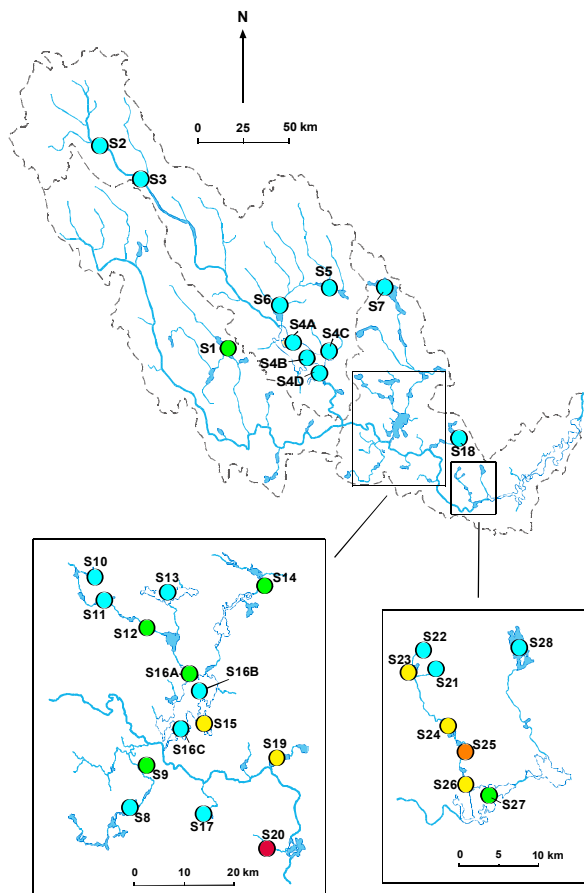 N
0 25 50 km
S2
S3
S5
S6
S7
S4A
S4C
S1
S4B
S4D
S18
S10
S13
S14
S11
S12
S16A
S16B
S15
S16C
S19
S9
S8
S17
S20
0 10 20 km
S22
S28
S23
S21
S24
S25
S26
S27
0 5 10 km